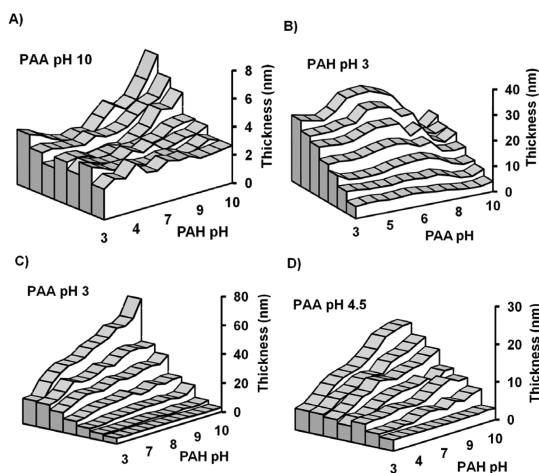 A)
PAA pH 10
8
6
4
2
0
Thickness (nm)
3 4 7 9 10
PAH pH
B)
PAH pH 3
40
30
20
10
0
Thickness (nm)
3 5 6 8 10
PAA pH
C)
PAA pH 3
80
60
40
20
0
Thickness (nm)
3 7 8 9 10
PAH pH
D)
PAA pH 4.5
30
20
10
0
Thickness (nm)
3 4 7 9 10
PAH pH